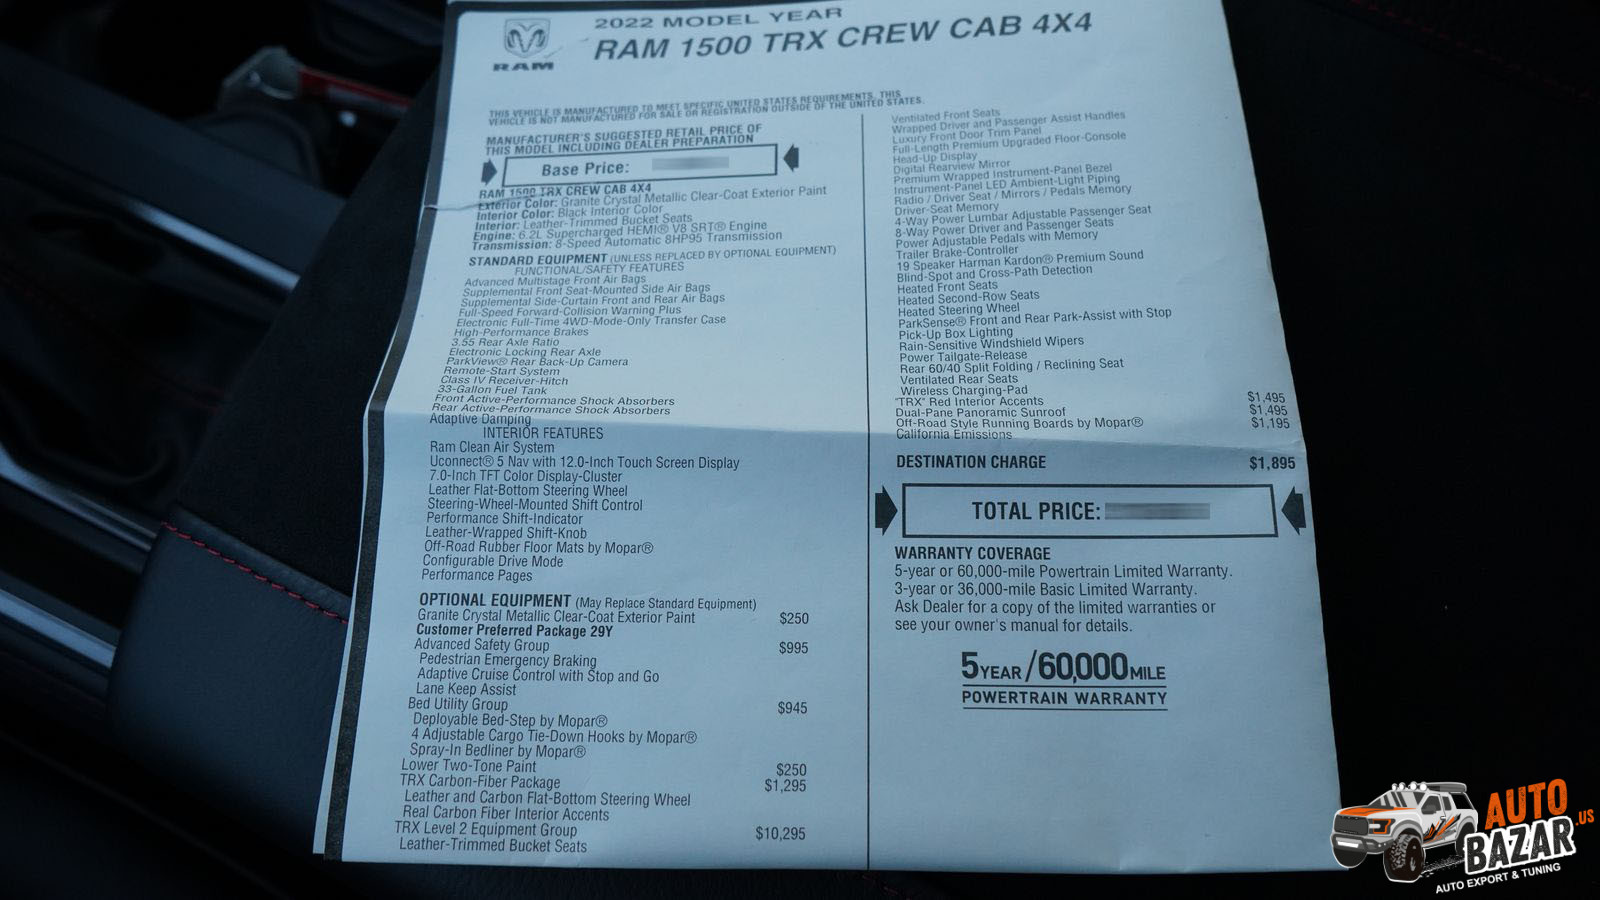 RAM
2022 MODEL YEAR
RAM 1500 TRX CREW CAB 4X4
THIS VEHICLE IS MANUFACTURED TO MEET SPECIFIC UNITED STATES REQUIREMENTS. THIS
VEHICLE IS NOT MANUFACTURED FOR SALE OR REGISTRATION OUTSIDE OF THE UNITED STATES.
MANUFACTURER'S SUGGESTED RETAIL PRICE OF
THIS MODEL INCLUDING DEALER PREPARATION
Base Price:
RAM 1500 TRX CREW CAB 4X4
Exterior Color: Granite Crystal Metallic Clear-Coat Exterior Paint
Interior Color: Black Interior Color
Interior: Leather-Trimmed Bucket Seats
Engine: 6.2L Supercharged HEMI® V8 SRT® Engine
Transmission: 8-Speed Automatic 8HP95 Transmission
STANDARD EQUIPMENT (UNLESS REPLACED BY OPTIONAL EQUIPMENT)
FUNCTIONAL/SAFETY FEATURES
Advanced Multistage Front Air Bags
Supplemental Front Seat-Mounted Side Air Bags
Supplemental Side-Curtain Front and Rear Air Bags
Full-Speed Forward-Collision Warning Plus
Electronic Full-Time 4WD-Mode-Only Transfer Case
High-Performance Brakes
3.55 Rear Axle Ratio
Electronic Locking Rear Axle
ParkView® Rear Back-Up Camera
Remote-Start System
Class IV Receiver-Hitch
33-Gallon Fuel Tank
Front Active-Performance Shock Absorbers
Rear Active-Performance Shock Absorbers
Adaptive Damping
INTERIOR FEATURES
Ram Clean Air System
Uconnect® 5 Nav with 12.0-Inch Touch Screen Display
7.0-Inch TFT Color Display-Cluster
Leather Flat-Bottom Steering Wheel
Steering-Wheel-Mounted Shift Control
Performance Shift-Indicator
Leather-Wrapped Shift-Knob
Off-Road Rubber Floor Mats by Mopar®
Configurable Drive Mode
Performance Pages
OPTIONAL EQUIPMENT (May Replace Standard Equipment)
Granite Crystal Metallic Clear-Coat Exterior Paint $250
Customer Preferred Package 29Y
Advanced Safety Group $995
Pedestrian Emergency Braking
Adaptive Cruise Control with Stop and Go
Lane Keep Assist
Bed Utility Group $945
Deployable Bed-Step by Mopar®
4 Adjustable Cargo Tie-Down Hooks by Mopar®
Spray-In Bedliner by Mopar®
Lower Two-Tone Paint $250
TRX Carbon-Fiber Package $1,295
Leather and Carbon Flat-Bottom Steering Wheel
Real Carbon Fiber Interior Accents
TRX Level 2 Equipment Group $10,295
Leather-Trimmed Bucket Seats
Ventilated Front Seats
Wrapped Driver and Passenger Assist Handles
Luxury Front Door Trim Panel
Full-Length Premium Upgraded Floor-Console
Head-Up Display
Digital Rearview Mirror
Premium Wrapped Instrument-Panel Bezel
Instrument-Panel LED Ambient-Light Piping
Radio / Driver Seat / Mirrors / Pedals Memory
Driver-Seat Memory
4-Way Power Lumbar Adjustable Passenger Seat
8-Way Power Driver and Passenger Seats
Power Adjustable Pedals with Memory
Trailer Brake-Controller
19 Speaker Harman Kardon® Premium Sound
Blind-Spot and Cross-Path Detection
Heated Front Seats
Heated Second-Row Seats
Heated Steering Wheel
ParkSense® Front and Rear Park-Assist with Stop
Pick-Up Box Lighting
Rain-Sensitive Windshield Wipers
Power Tailgate-Release
Rear 60/40 Split Folding / Reclining Seat
Ventilated Rear Seats
Wireless Charging-Pad
"TRX" Red Interior Accents $1,495
Dual-Pane Panoramic Sunroof $1,495
Off-Road Style Running Boards by Mopar® $1,195
California Emissions
DESTINATION CHARGE $1,895
TOTAL PRICE:
WARRANTY COVERAGE
5-year or 60,000-mile Powertrain Limited Warranty.
3-year or 36,000-mile Basic Limited Warranty.
Ask Dealer for a copy of the limited warranties or
see your owner's manual for details.
5 YEAR / 60,000 MILE
POWERTRAIN WARRANTY
AUTO
BAZAR.US
AUTO EXPORT & TUNING